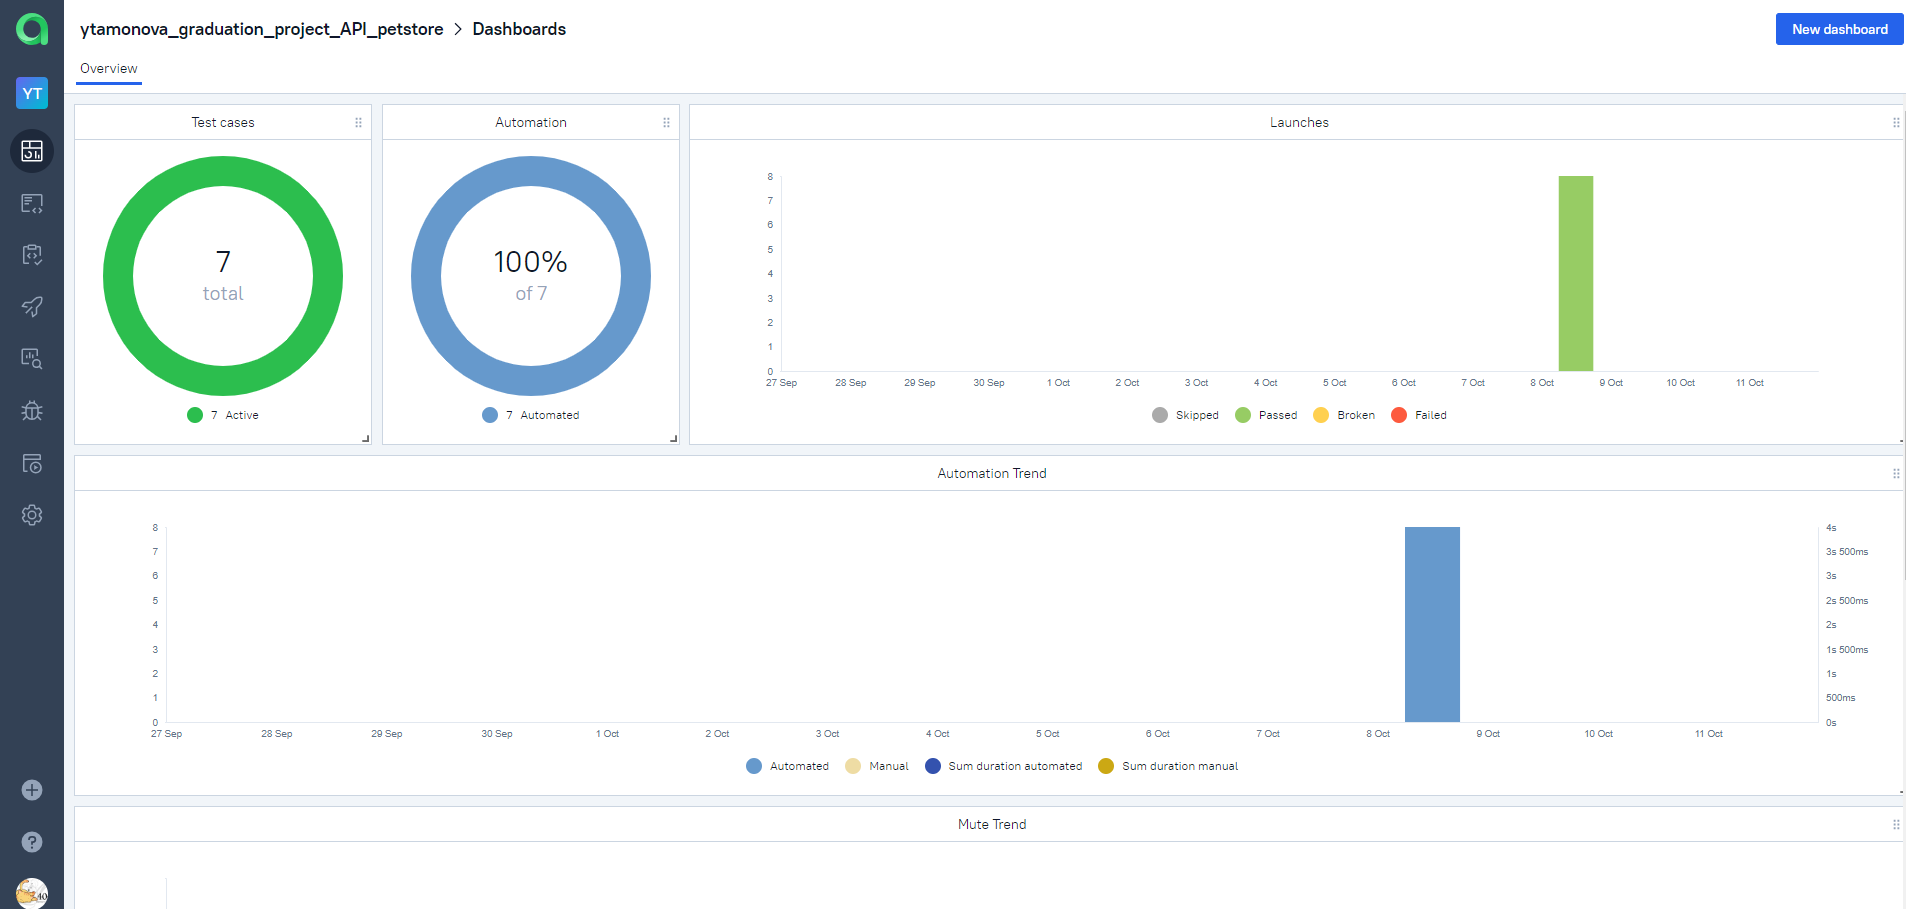 ytamonova_graduation_project_API_petstore > Dashboards
New dashboard
Overview
YT
Test cases
7
total
7 Active
Automation
100%
of 7
7 Automated
Launches
8
7
6
5
4
3
2
1
0
27 Sep 28 Sep 29 Sep 30 Sep 1 Oct 2 Oct 3 Oct 4 Oct 5 Oct 6 Oct 7 Oct 8 Oct 9 Oct 10 Oct 11 Oct
Skipped Passed Broken Failed
Automation Trend
8
7
6
5
4
3
2
1
0
4s
3s 500ms
3s
2s 500ms
2s
1s 500ms
1s
500ms
0s
27 Sep 28 Sep 29 Sep 30 Sep 1 Oct 2 Oct 3 Oct 4 Oct 5 Oct 6 Oct 7 Oct 8 Oct 9 Oct 10 Oct 11 Oct
Automated Manual Sum duration automated Sum duration manual
Mute Trend